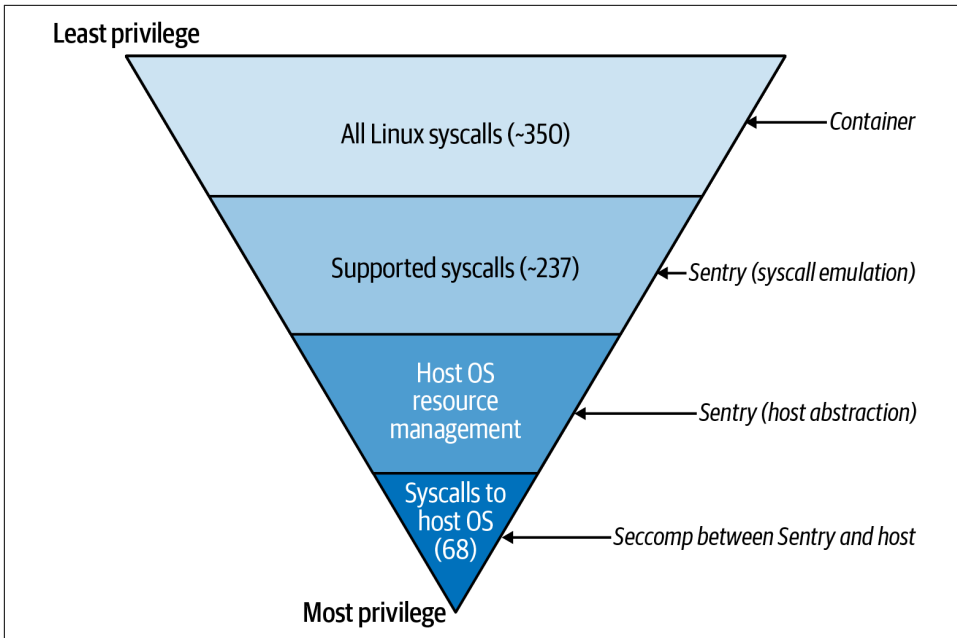 Least privilege
All Linux syscalls (~350)
Container
Supported syscalls (~237)
Sentry (syscall emulation)
Host OS
resource
management
Sentry (host abstraction)
Syscalls to
host OS
(68)
Seccomp between Sentry and host
Most privilege